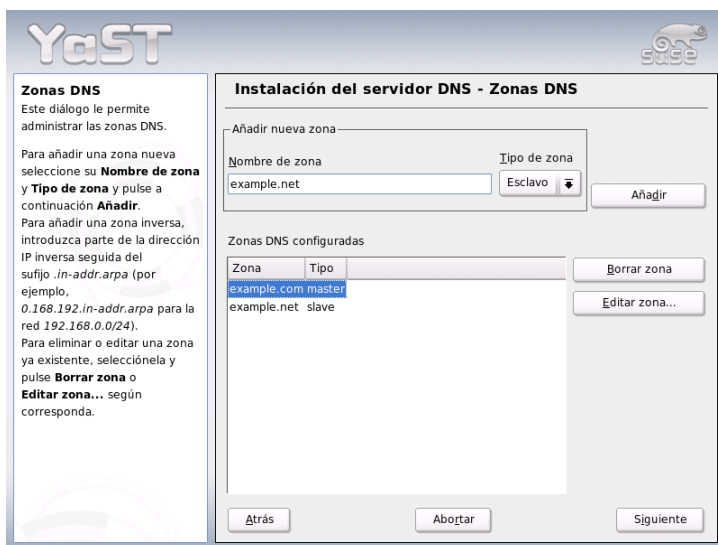 YaST
SUSE
Zonas DNS
Este diálogo le permite
administrar las zonas DNS.
Para añadir una zona nueva
seleccione su Nombre de zona
y Tipo de zona y pulse a
continuación Añadir.
Para añadir una zona inversa,
introduzca parte de la dirección
IP inversa seguida del
sufijo .in-addr.arpa (por
ejemplo,
0.168.192.in-addr.arpa para la
red 192.168.0.0/24).
Para eliminar o editar una zona
ya existente, selecciónela y
pulse Borrar zona o
Editar zona... según
corresponda.
Instalación del servidor DNS - Zonas DNS
Añadir nueva zona
Nombre de zona
Tipo de zona
example.net
Esclavo
Añadir
Zonas DNS configuradas
Zona Tipo
example.com master
example.net slave
Borrar zona
Editar zona...
Atrás
Abortar
Siguiente